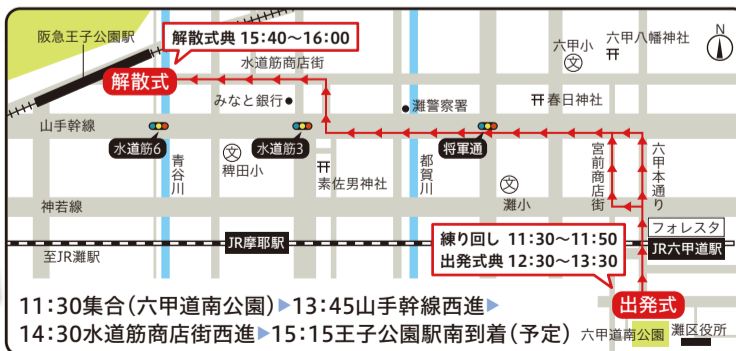 阪急王子公園駅
解散式典 15:40〜16:00
解散式
水道筋商店街
六甲小
文
六甲八幡神社
N
みなと銀行
灘警察署
春日神社
山手幹線
水道筋6
水道筋3
将軍通
青谷川
文
稗田小
素佐男神社
都賀川
文
灘小
宮前商店街
六甲本通り
神若線
フォレスタ
JR摩耶駅
JR六甲道駅
至JR灘駅
練り回し 11:30〜11:50
出発式典 12:30〜13:30
出発式
11:30集合(六甲道南公園)▶13:45山手幹線西進▶
14:30水道筋商店街西進▶15:15王子公園駅南到着(予定)
六甲道南公園
灘区役所